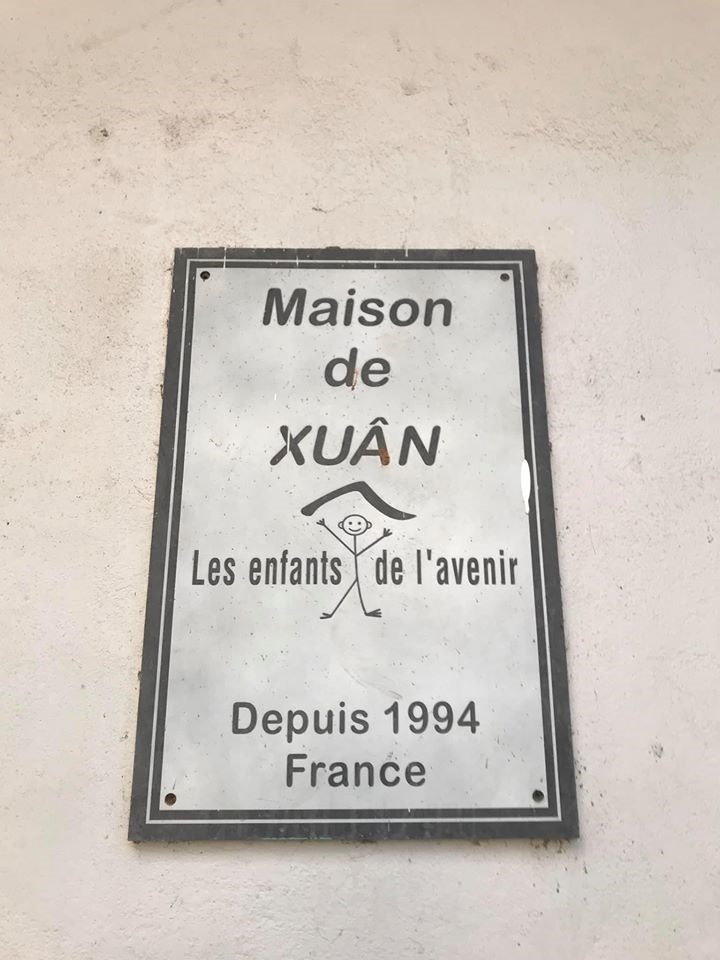 Maison
de
XUÂN
Les enfants de l'avenir
Depuis 1994
France